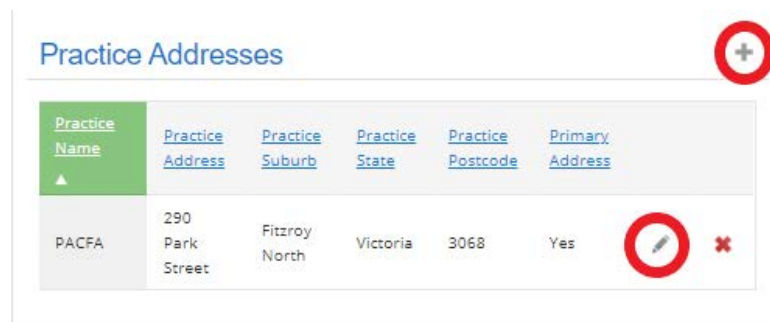 Practice Addresses
Practice Name Practice Address Practice Suburb Practice State Practice Postcode Primary Address
PACFA 290 Park Street Fitzroy North Victoria 3068 Yes